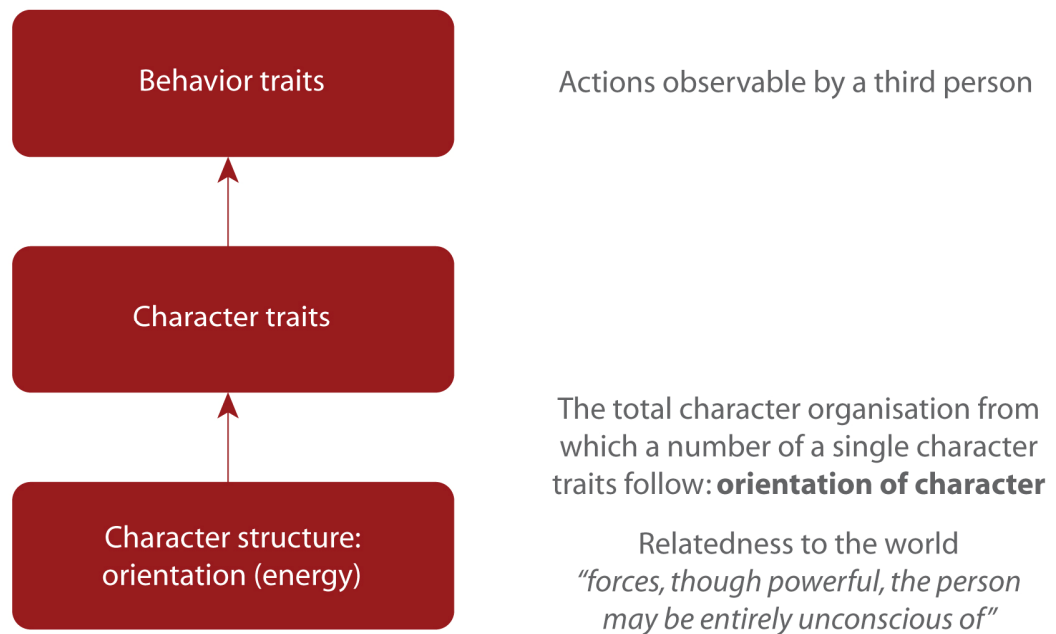 Behavior traits
Actions observable by a third person
Character traits
The total character organisation from
which a number of a single character
traits follow: orientation of character
Character structure:
orientation (energy)
Relatedness to the world
“forces, though powerful, the person
may be entirely unconscious of”